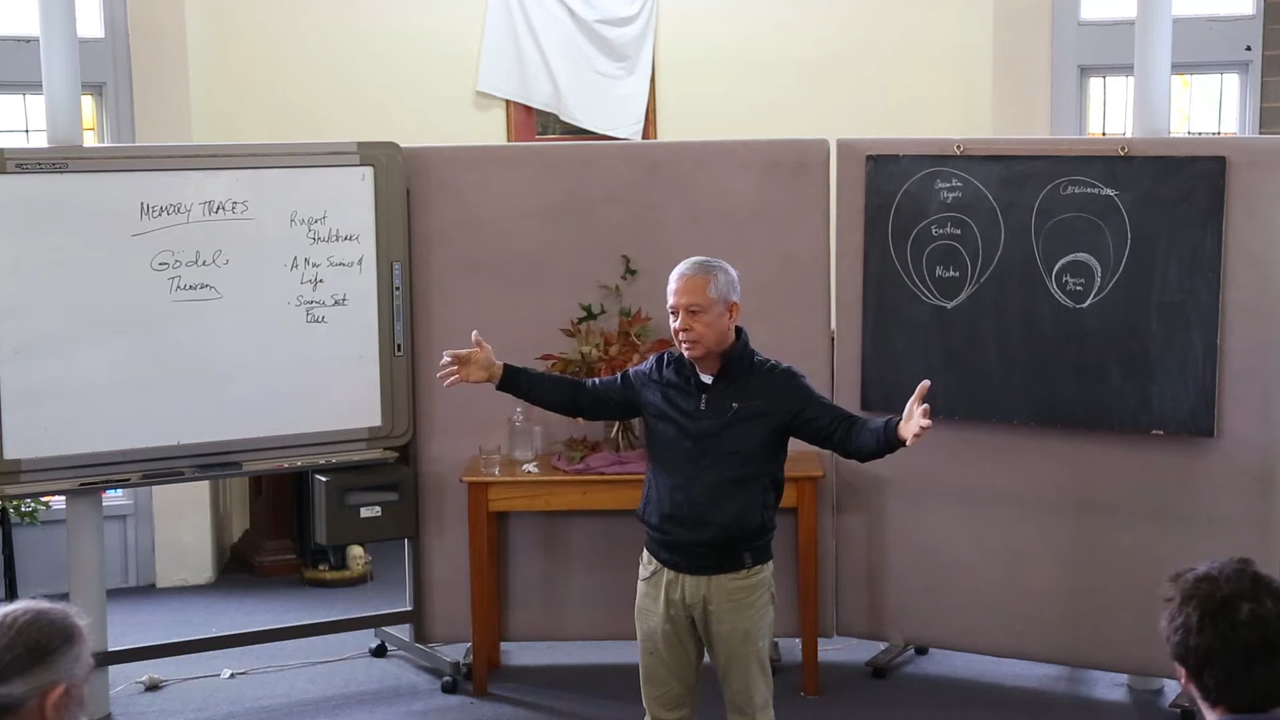 MEMORY TRACES
Gödel's
Theorem
Rupert
Sheldrake
· A New Science of
Life
· Science Set
Free
Quantum
Physics
Einstein
Newton
Consciousness
Human